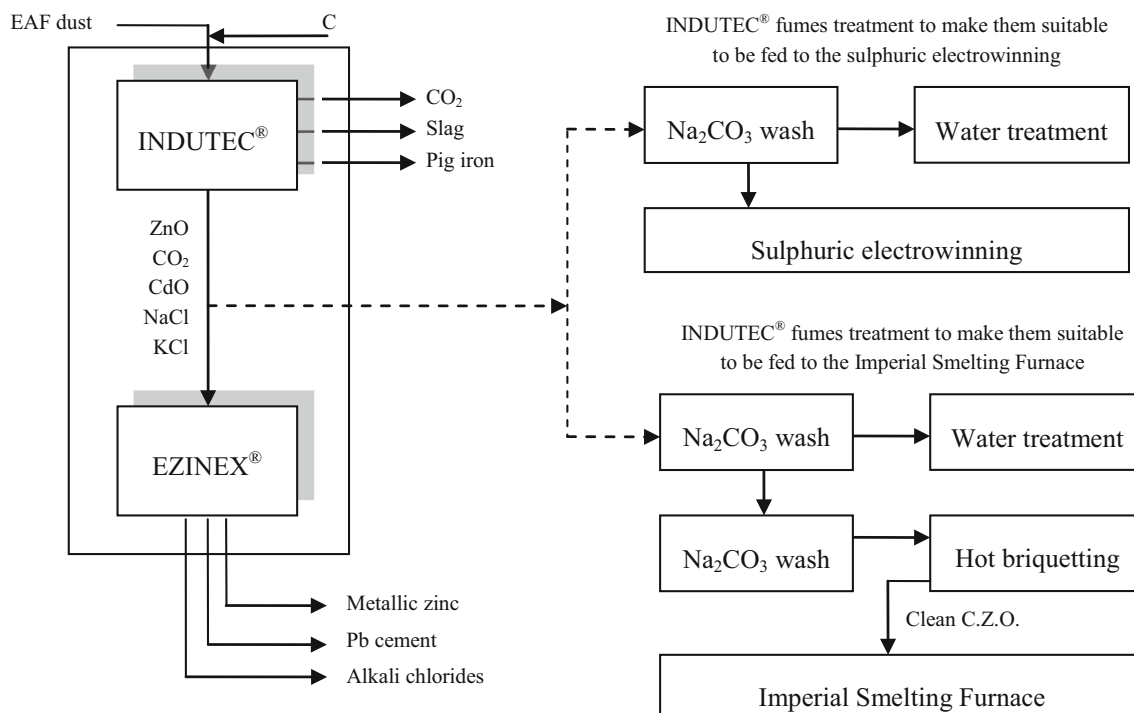 EAF dust
C
INDUTEC®
CO₂
Slag
Pig iron
ZnO
CO₂
CdO
NaCl
KCl
EZINEX®
Metallic zinc
Pb cement
Alkali chlorides
INDUTEC® fumes treatment to make them suitable
to be fed to the sulphuric electrowinning
Na₂CO₃ wash
Water treatment
Sulphuric electrowinning
INDUTEC® fumes treatment to make them suitable
to be fed to the Imperial Smelting Furnace
Na₂CO₃ wash
Water treatment
Na₂CO₃ wash
Hot briquetting
Clean C.Z.O.
Imperial Smelting Furnace